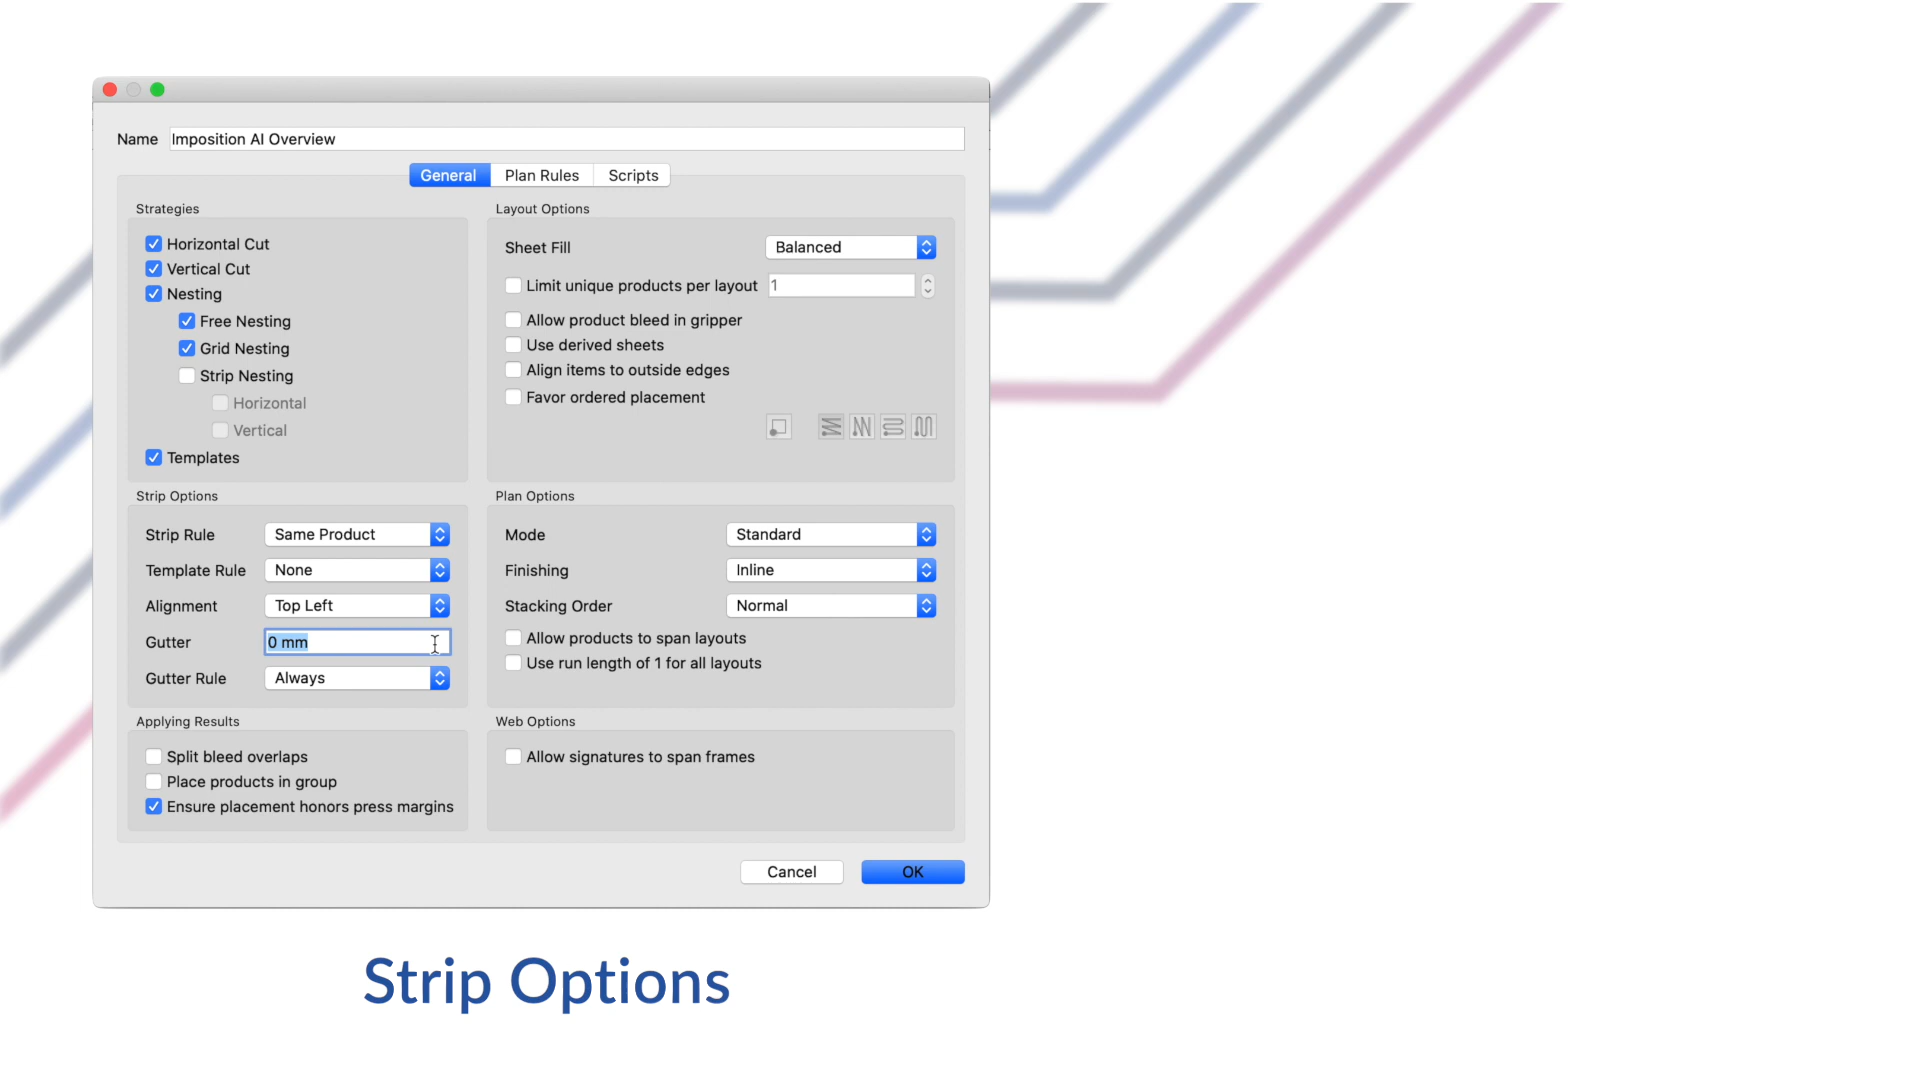 Name Imposition AI Overview
General Plan Rules Scripts
Strategies
Horizontal Cut
Vertical Cut
Nesting
Free Nesting
Grid Nesting
Strip Nesting
Horizontal
Vertical
Templates
Layout Options
Sheet Fill Balanced
Limit unique products per layout 1
Allow product bleed in gripper
Use derived sheets
Align items to outside edges
Favor ordered placement
Strip Options
Strip Rule Same Product
Template Rule None
Alignment Top Left
Gutter 0 mm
Gutter Rule Always
Plan Options
Mode Standard
Finishing Inline
Stacking Order Normal
Allow products to span layouts
Use run length of 1 for all layouts
Applying Results
Split bleed overlaps
Place products in group
Ensure placement honors press margins
Web Options
Allow signatures to span frames
Cancel OK
Strip Options